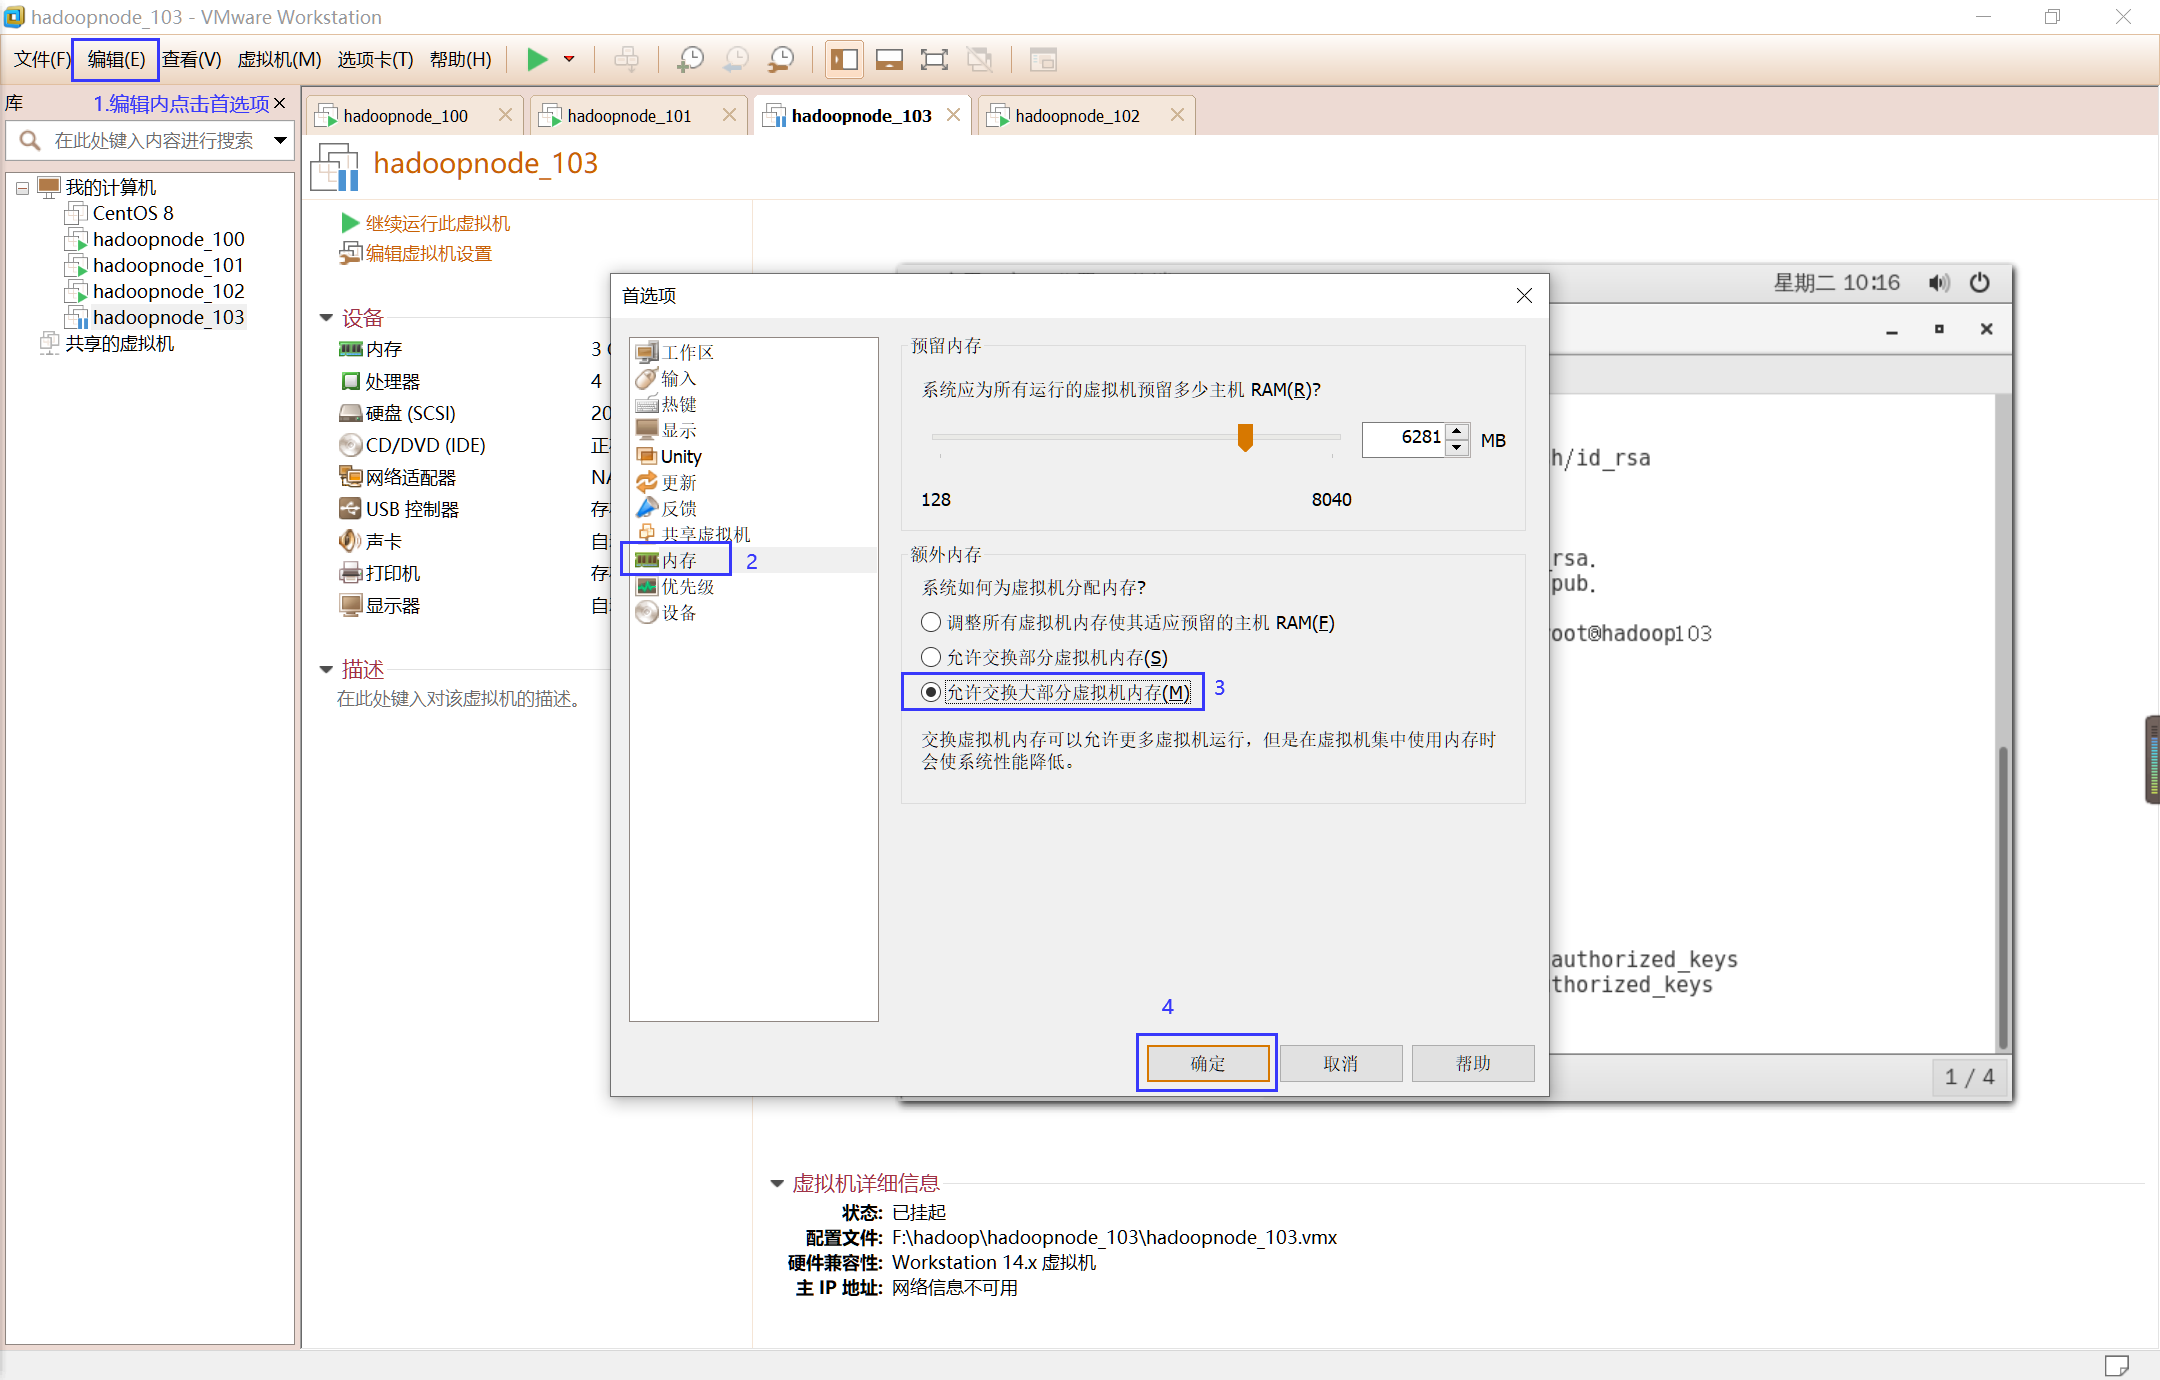 hadoopnode_103 - VMware Workstation
文件(F) 编辑(E) 查看(V) 虚拟机(M) 选项卡(T) 帮助(H)
库 1.编辑内点击首选项
在此处键入内容进行搜索
我的计算机
CentOS 8
hadoopnode_100
hadoopnode_101
hadoopnode_102
hadoopnode_103
共享的虚拟机
hadoopnode_100 hadoopnode_101 hadoopnode_103 hadoopnode_102
hadoopnode_103
继续运行此虚拟机
编辑虚拟机设置
设备
内存 3
处理器 4
硬盘 (SCSI) 20
CD/DVD (IDE) 正
网络适配器 NA
USB 控制器 存
声卡 自
打印机 存
显示器 自
描述
在此处键入对该虚拟机的描述。
首选项
工作区
输入
热键
显示
Unity
更新
反馈
共享虚拟机
内存 2
优先级
设备
预留内存
系统应为所有运行的虚拟机预留多少主机 RAM(R)?
6281 MB
128 8040
额外内存
系统如何为虚拟机分配内存?
调整所有虚拟机内存使其适应预留的主机 RAM(F)
允许交换部分虚拟机内存(S)
允许交换大部分虚拟机内存(M) 3
交换虚拟机内存可以允许更多虚拟机运行，但是在虚拟机集中使用内存时
会使系统性能降低。
4
确定 取消 帮助
星期二 10:16
h/id_rsa
rsa.
pub.
root@hadoop103
authorized_keys
thorized_keys
1 / 4
虚拟机详细信息
状态: 已挂起
配置文件: F:\hadoop\hadoopnode_103\hadoopnode_103.vmx
硬件兼容性: Workstation 14.x 虚拟机
主 IP 地址: 网络信息不可用